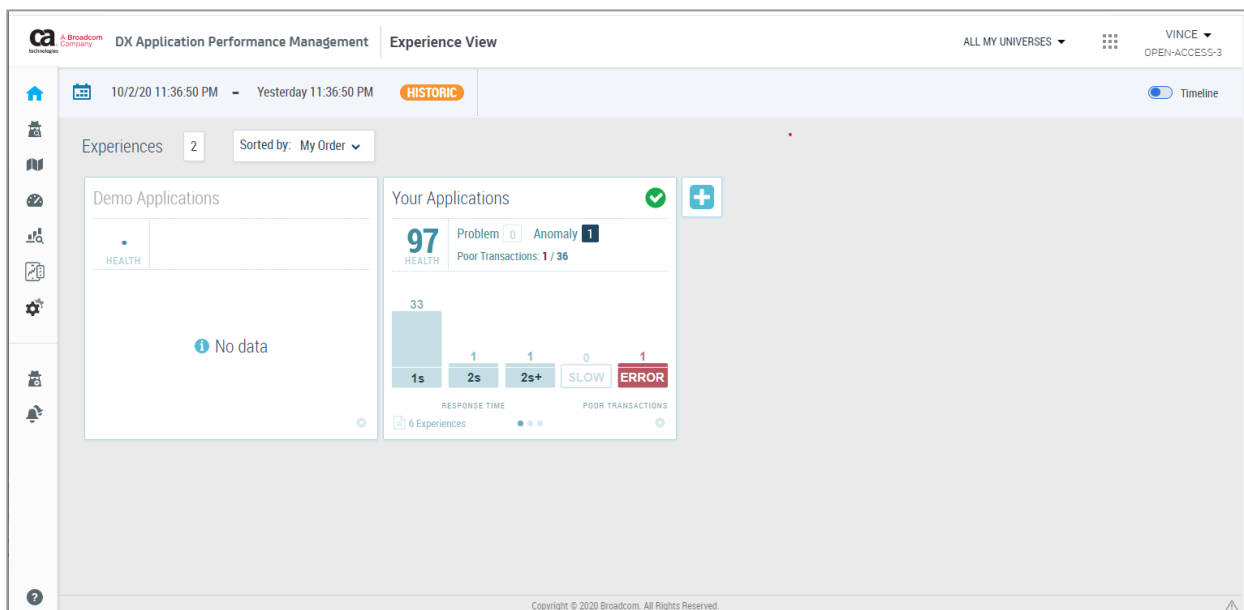 ca technologies A Broadcom Company DX Application Performance Management Experience View ALL MY UNIVERSES VINCE
OPEN-ACCESS-3
10/2/20 11:36:50 PM - Yesterday 11:36:50 PM HISTORIC Timeline
Experiences 2 Sorted by: My Order
Demo Applications
HEALTH
No data
Your Applications
97 Problem 0 Anomaly 1
HEALTH Poor Transactions: 1 / 36
33 1 1 0 1
1s 2s 2s+ SLOW ERROR
RESPONSE TIME POOR TRANSACTIONS
6 Experiences
Copyright © 2020 Broadcom. All Rights Reserved.